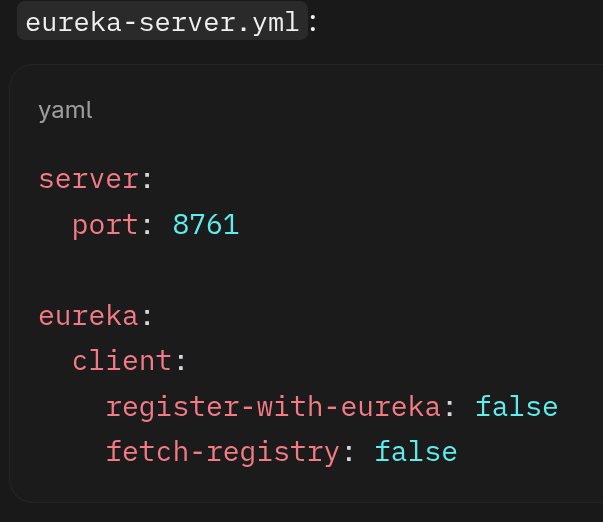 eureka-server.yml:
yaml
server:
  port: 8761
eureka:
  client:
    register-with-eureka: false
    fetch-registry: false